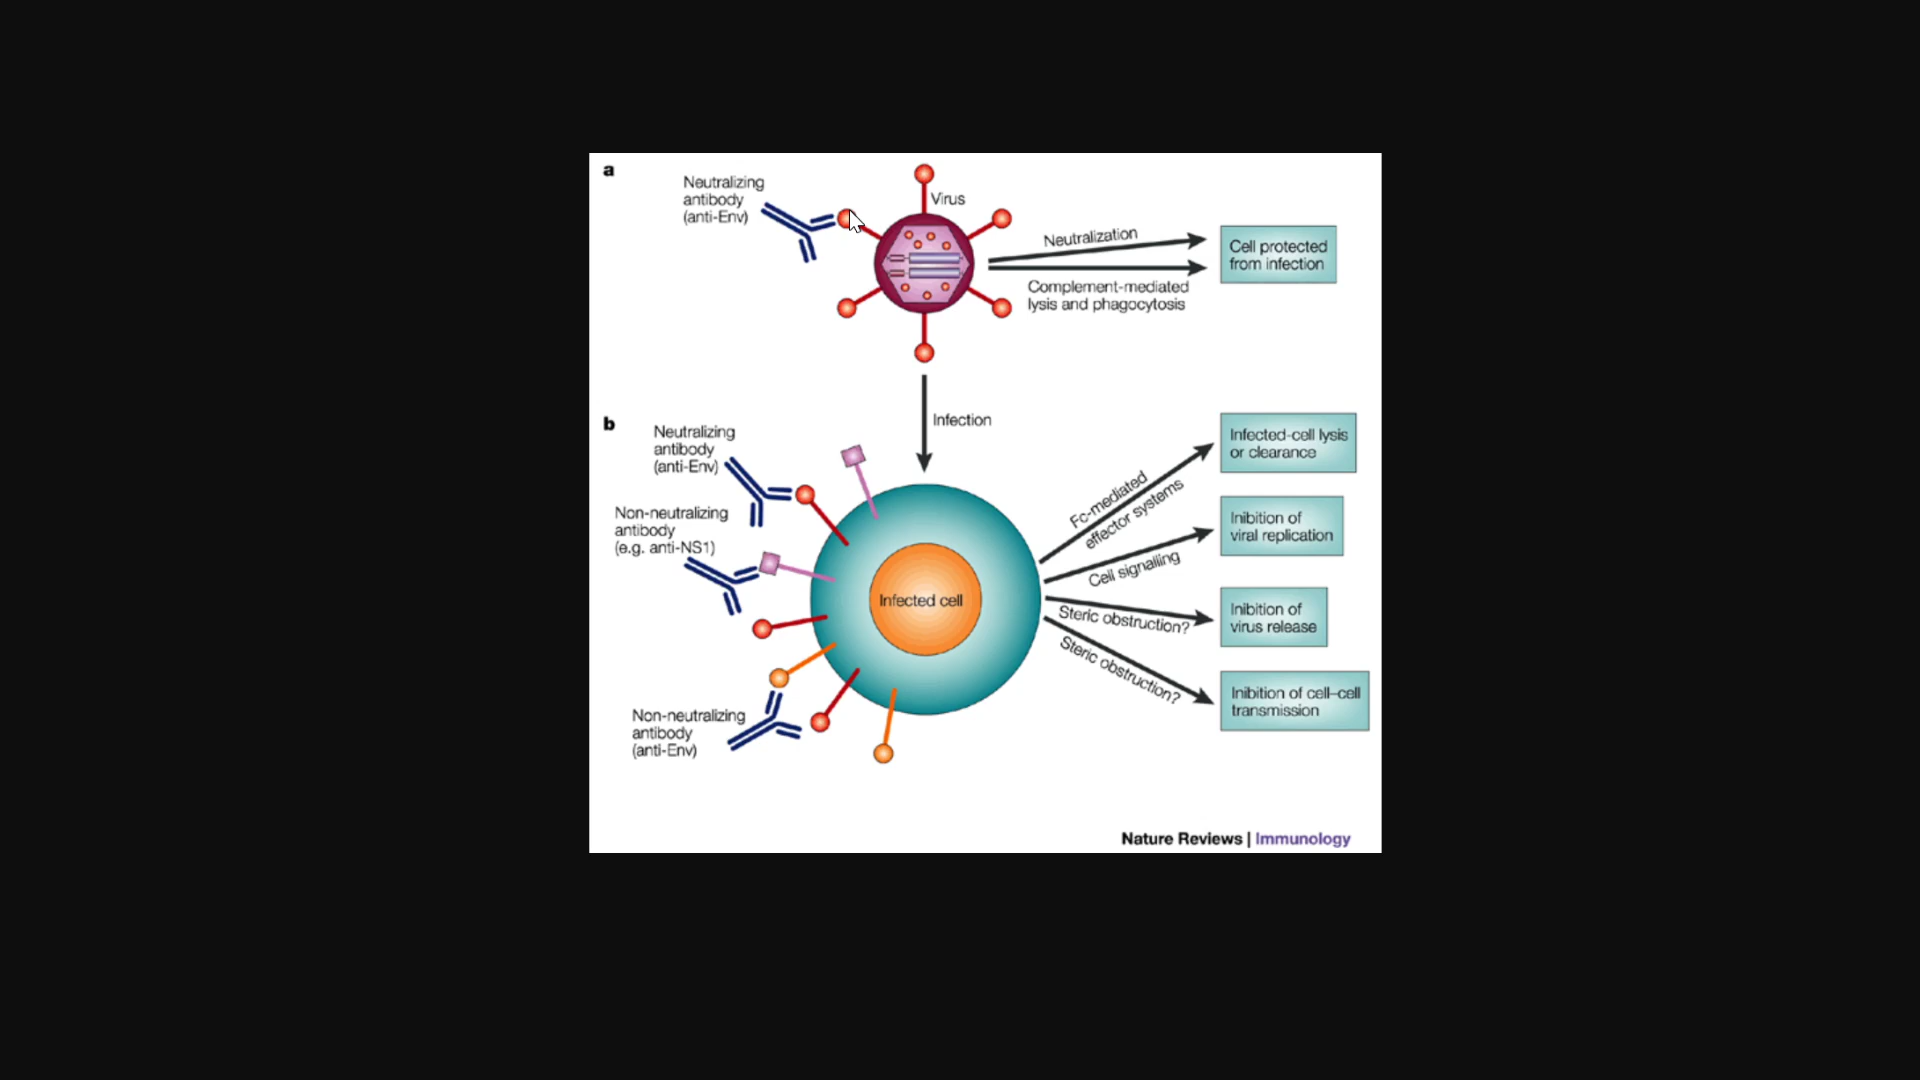 a
Neutralizing
antibody
(anti-Env)
Virus
Neutralization
Complement-mediated
lysis and phagocytosis
Cell protected
from infection
Infection
b
Neutralizing
antibody
(anti-Env)
Non-neutralizing
antibody
(e.g. anti-NS1)
Non-neutralizing
antibody
(anti-Env)
Infected cell
Fc-mediated
effector systems
Cell signalling
Steric obstruction?
Steric obstruction?
Infected-cell lysis
or clearance
Inibition of
viral replication
Inibition of
virus release
Inibition of cell–cell
transmission
Nature Reviews | Immunology